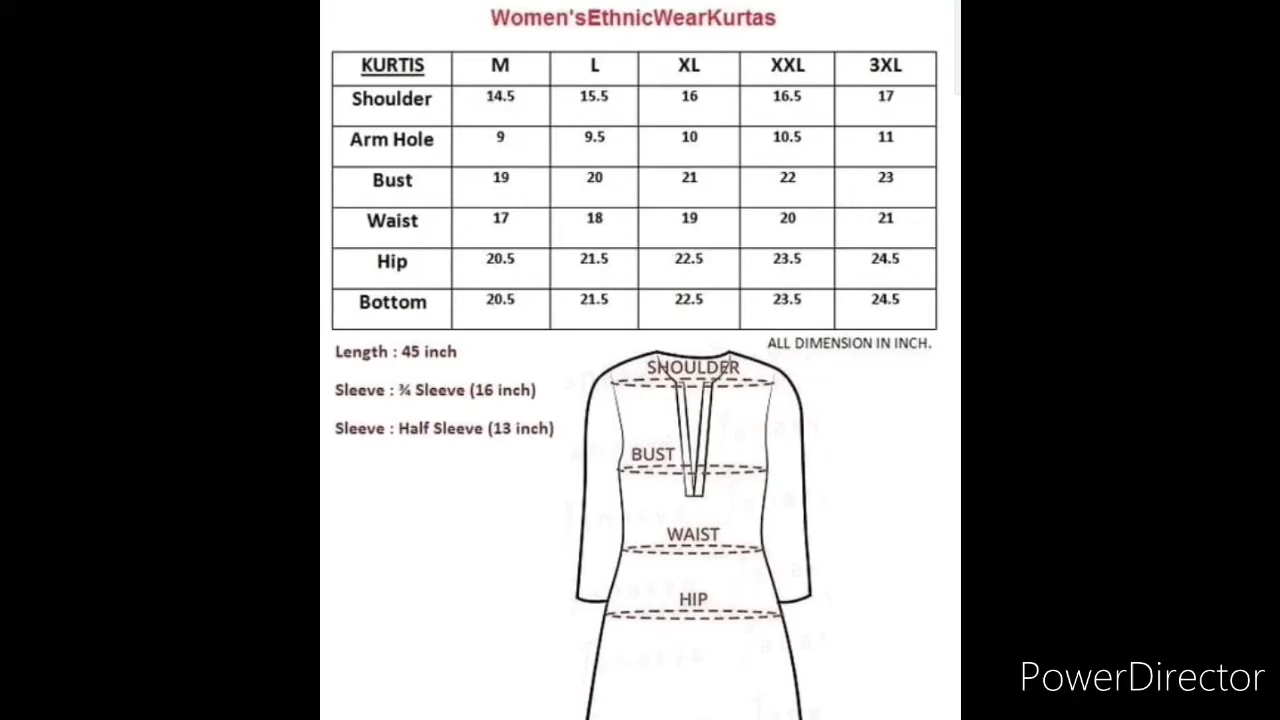 Women'sEthnicWearKurtas
KURTIS M L XL XXL 3XL
Shoulder 14.5 15.5 16 16.5 17
Arm Hole 9 9.5 10 10.5 11
Bust 19 20 21 22 23
Waist 17 18 19 20 21
Hip 20.5 21.5 22.5 23.5 24.5
Bottom 20.5 21.5 22.5 23.5 24.5
ALL DIMENSION IN INCH.
Length : 45 inch
Sleeve : ¾ Sleeve (16 inch)
Sleeve : Half Sleeve (13 inch)
SHOULDER
BUST
WAIST
HIP
PowerDirector